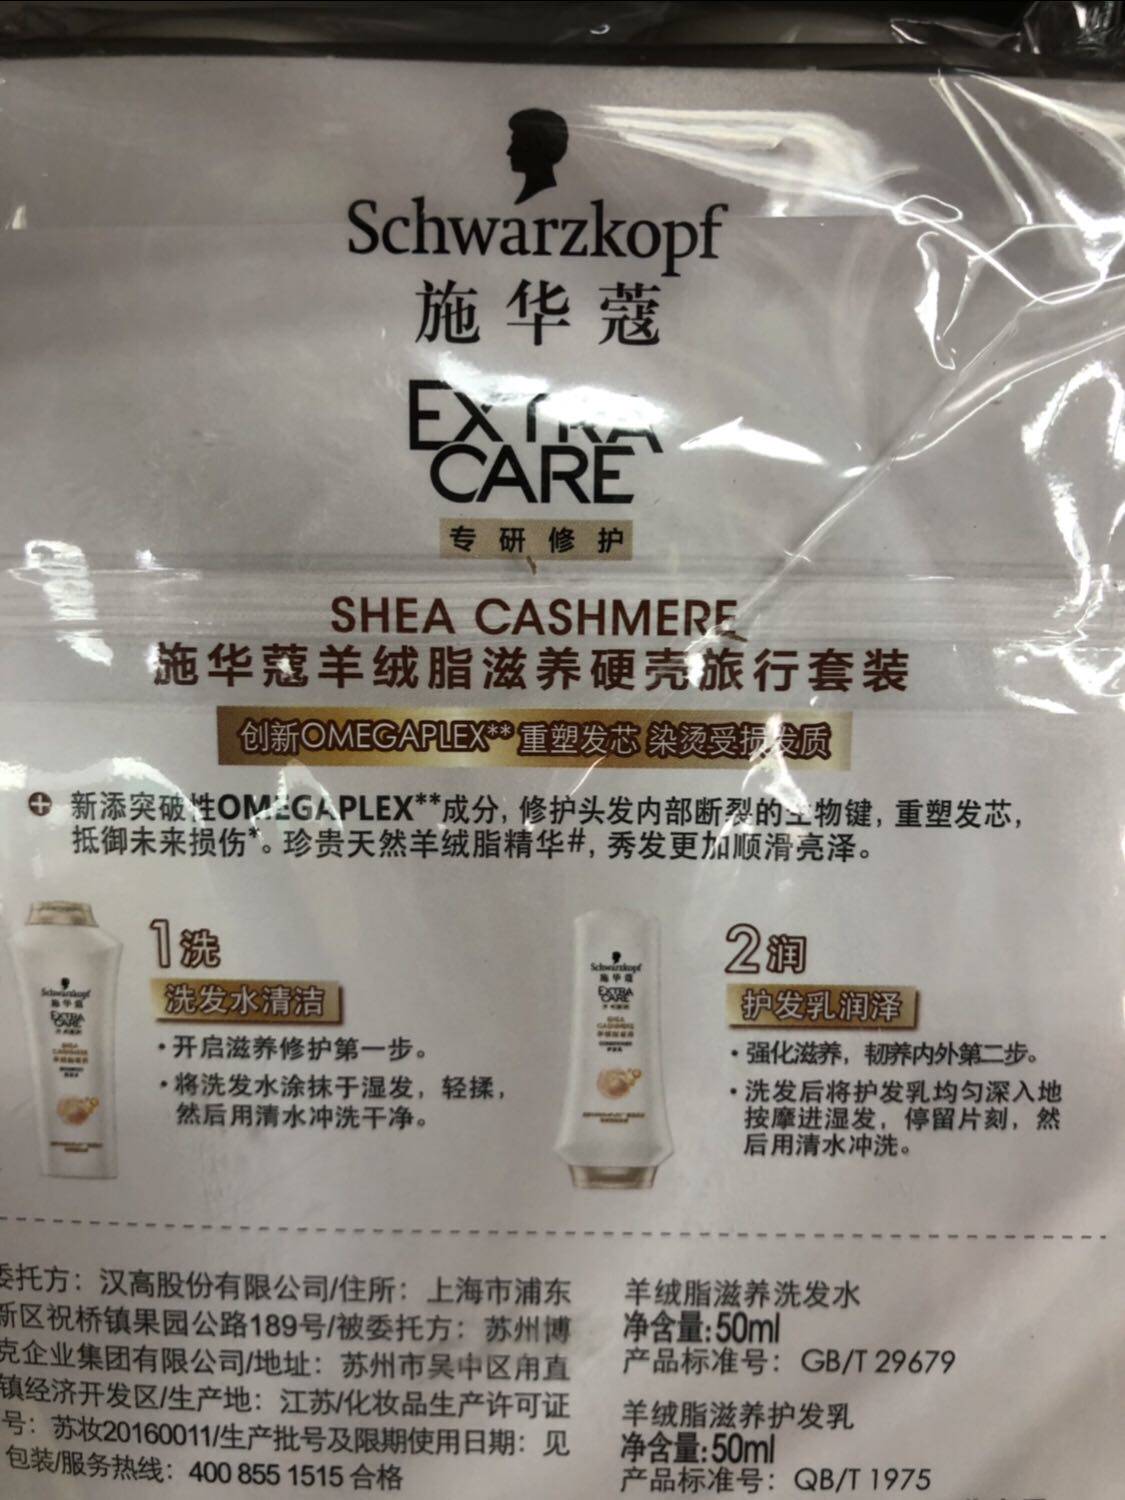 Schwarzkopf
施华蔻
EXTRA
CARE
专研修护
SHEA CASHMERE
施华蔻羊绒脂滋养硬壳旅行套装
创新OMEGAPLEX**重塑发芯 染烫受损发质
新添突破性OMEGAPLEX**成分,修护头发内部断裂的生物键,重塑发芯,
抵御未来损伤*。珍贵天然羊绒脂精华#,秀发更加顺滑亮泽。
1洗
洗发水清洁
·开启滋养修护第一步。
·将洗发水涂抹于湿发，轻揉，
然后用清水冲洗干净。
Schwarzkopf
施华蔻
EXTRA
CARE
SHEA
CASHMERE
2润
护发乳润泽
·强化滋养，韧养内外第二步。
·洗发后将护发乳均匀深入地
按摩进湿发，停留片刻，然
后用清水冲洗。
Schwarzkopf
施华蔻
EXTRA
CARE
SHEA
CASHMERE
委托方：汉高股份有限公司/住所：上海市浦东
新区祝桥镇果园公路189号/被委托方：苏州博
克企业集团有限公司/地址：苏州市吴中区甪直
镇经济开发区/生产地：江苏/化妆品生产许可证
号：苏妆20160011/生产批号及限期使用日期：见
包装/服务热线：400 855 1515 合格
羊绒脂滋养洗发水
净含量:50ml
产品标准号：GB/T 29679
羊绒脂滋养护发乳
净含量:50ml
产品标准号：QB/T 1975